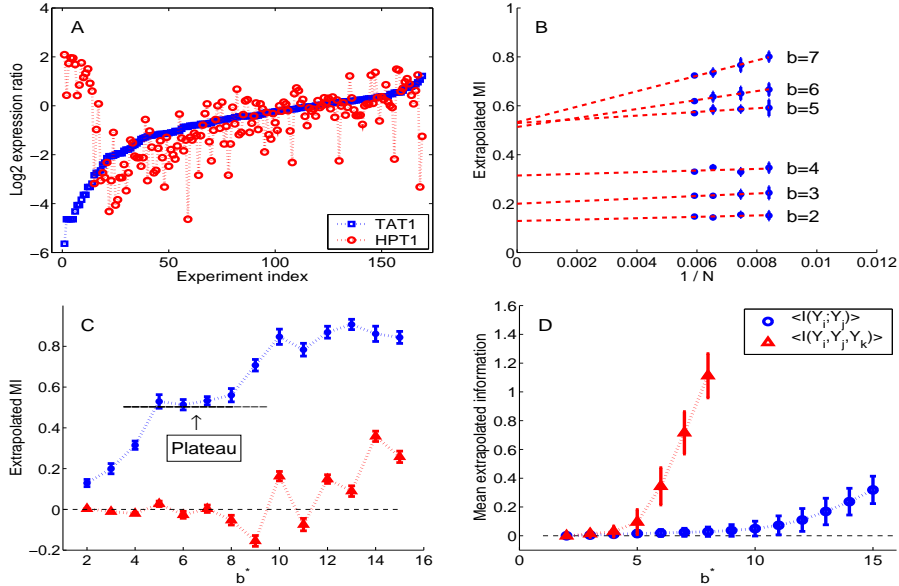 A
Log2 expression ratio
4
2
0
−2
−4
−6
0
50
100
150
Experiment index
TAT1
HPT1
B
Extrapolated MI
1
0.8
0.6
0.4
0.2
0
0
0.002
0.004
0.006
0.008
0.01
0.012
1 / N
b=7
b=6
b=5
b=4
b=3
b=2
C
Extrapolated MI
0.8
0.6
0.4
0.2
0
−0.2
2
4
6
8
10
12
14
16
b*
↑
Plateau
D
Mean extrapolated information
1.6
1.4
1.2
1
0.8
0.6
0.4
0.2
0
0
5
10
15
b*
<I(Y_i;Y_j)>
<I(Y_i,Y_j,Y_k)>